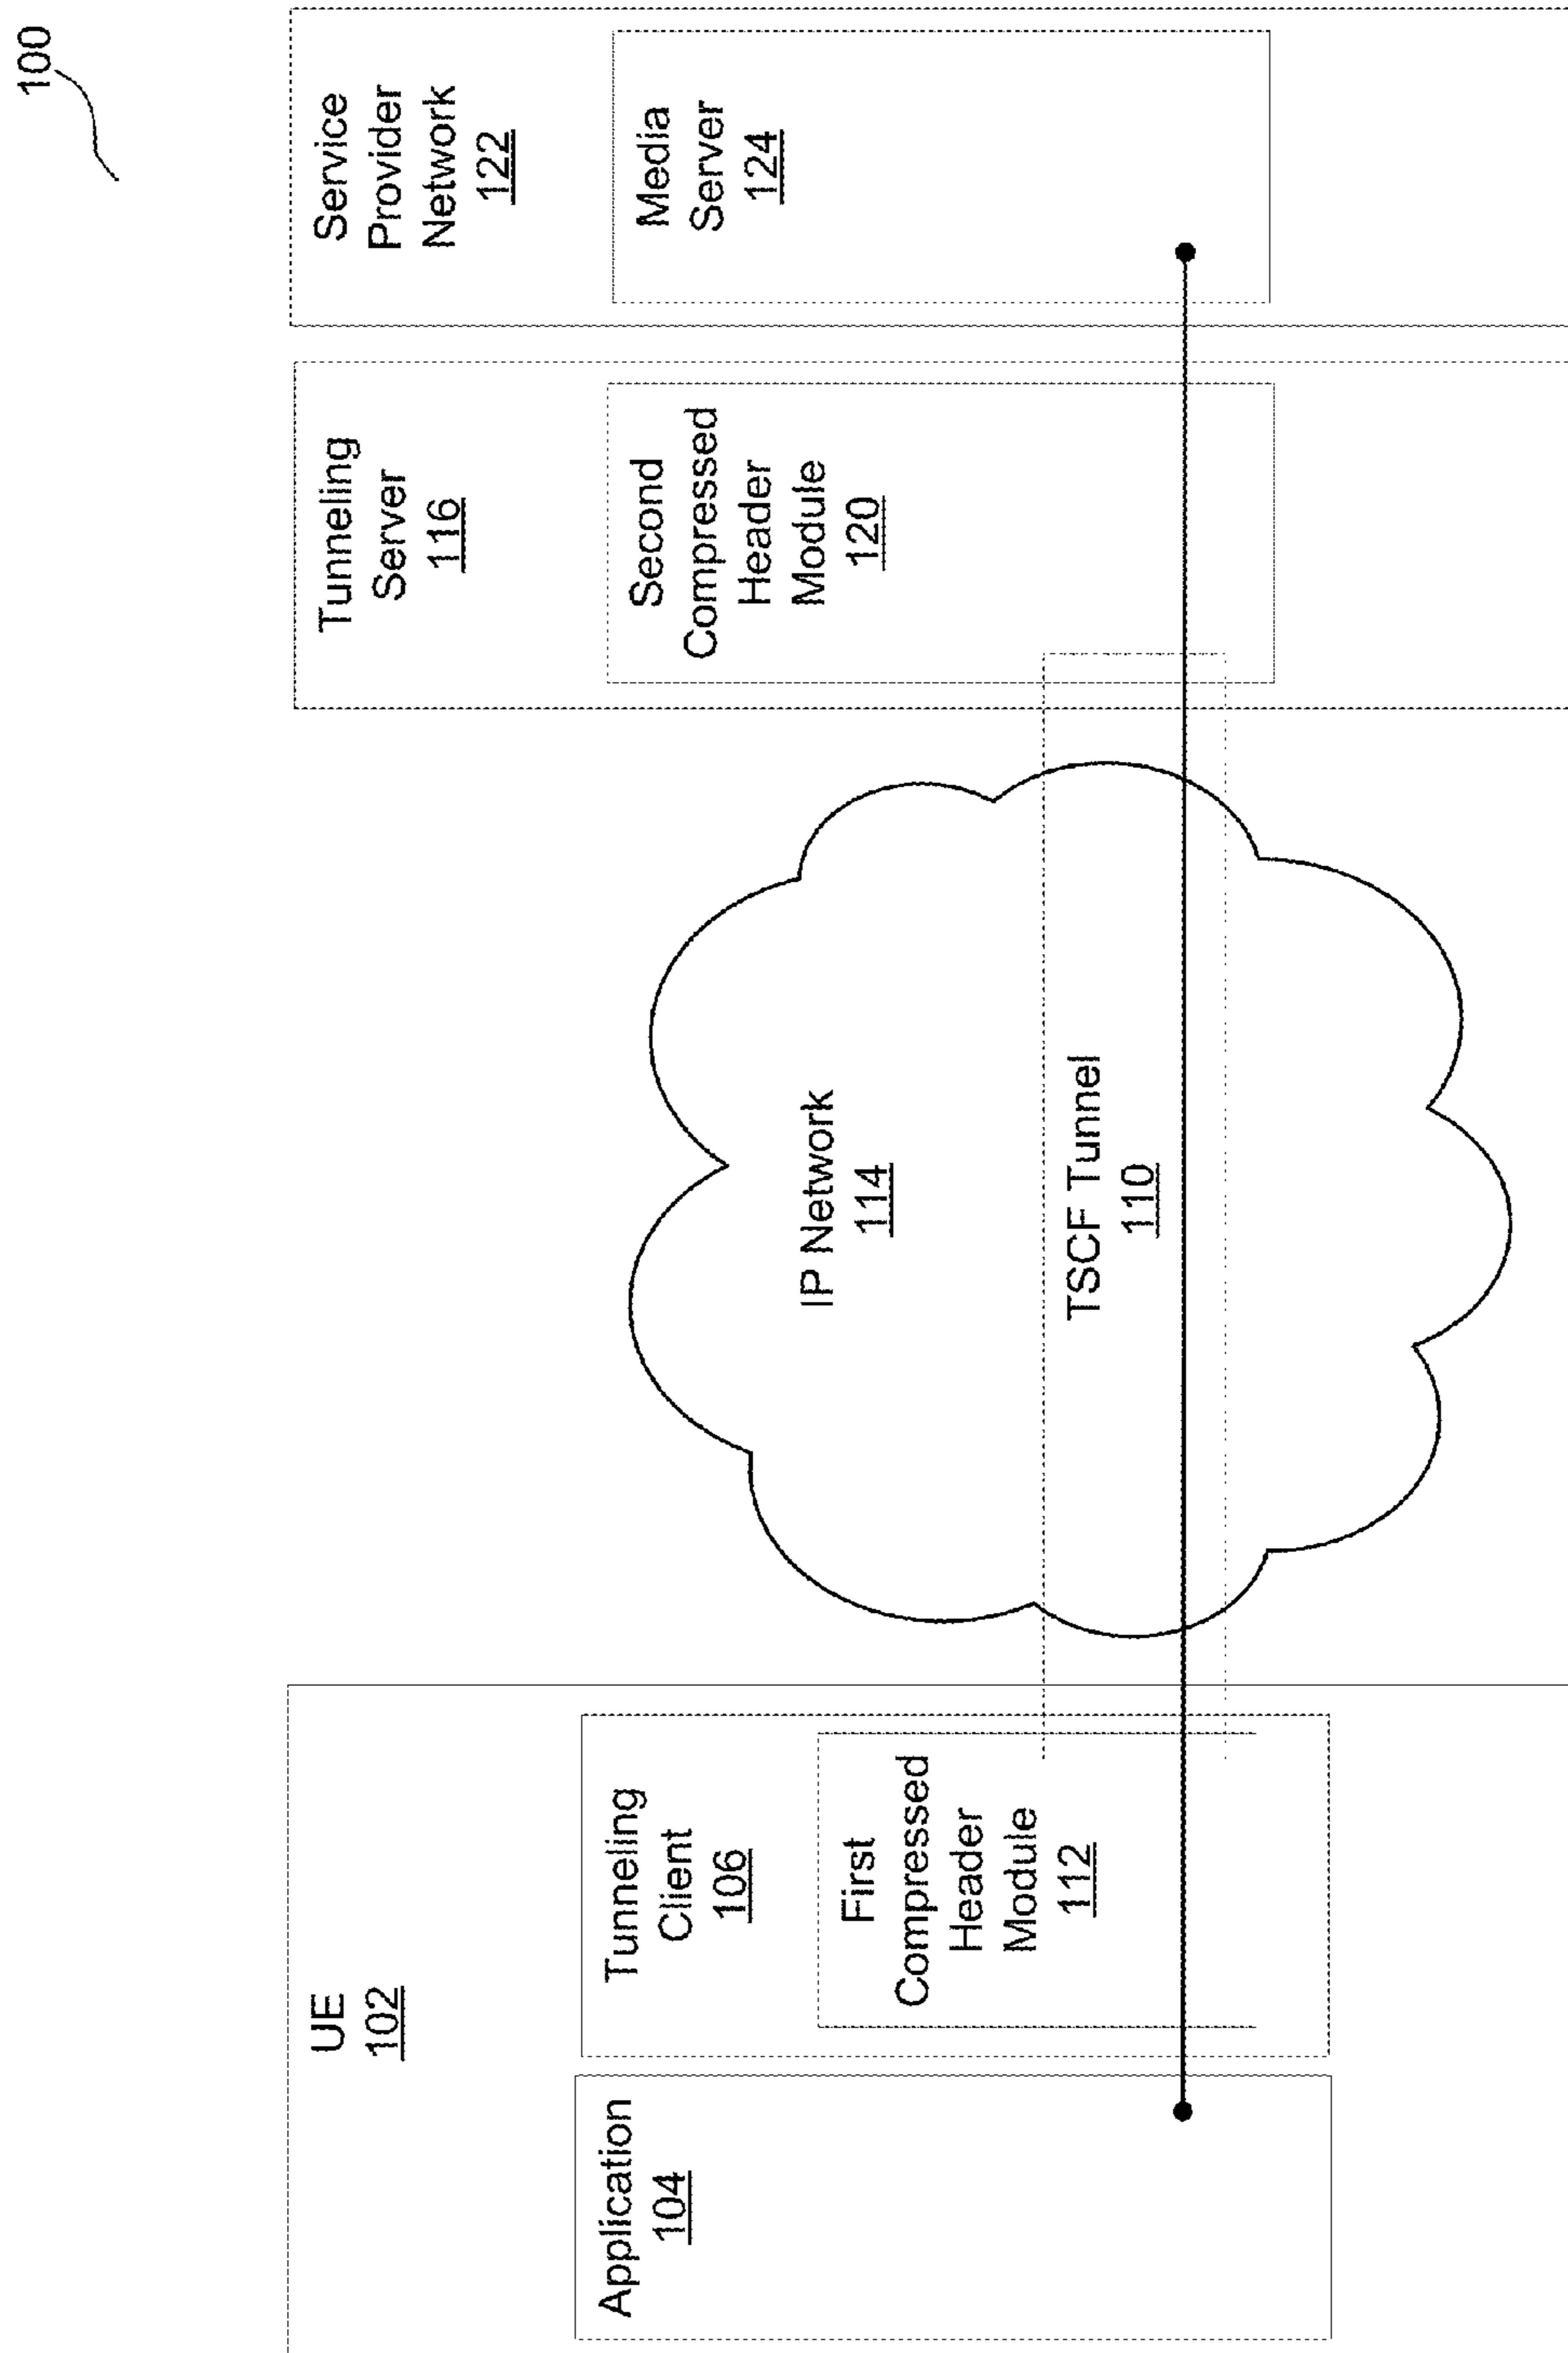 100
UE
102
Application
104
Tunneling
Client
106
First
Compressed
Header
Module
112
IP Network
114
TSCF Tunnel
110
Tunneling
Server
116
Second
Compressed
Header
Module
120
Service
Provider
Network
122
Media
Server
124